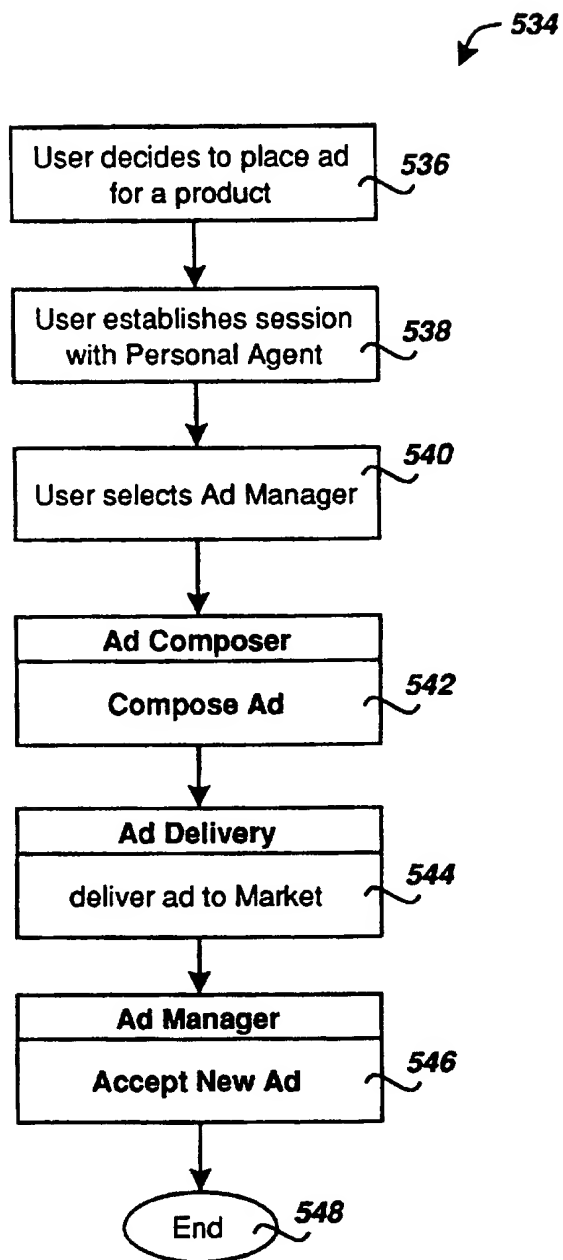 534
User decides to place ad
for a product
536
User establishes session
with Personal Agent
538
540
User selects Ad Manager
Ad Composer
Compose Ad
542
Ad Delivery
deliver ad to Market
544
Ad Manager
Accept New Ad
546
End
548